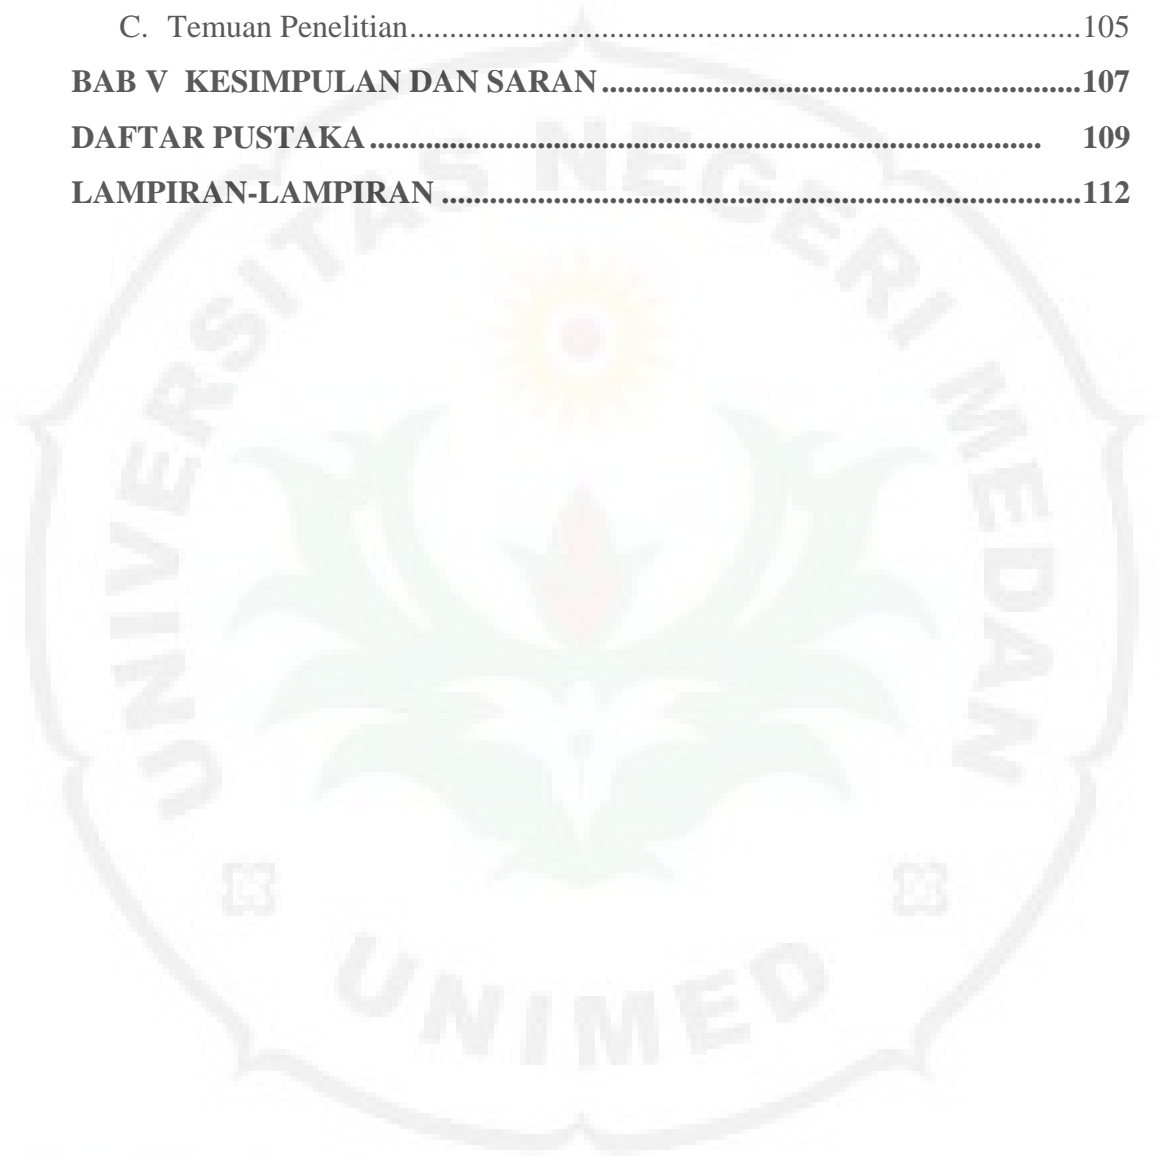 C. Temuan Penelitian....................................................................................105
BAB V KESIMPULAN DAN SARAN............................................................107
DAFTAR PUSTAKA.................................................................................... 109
LAMPIRAN-LAMPIRAN ................................................................................112
UNIVERSITAS NEGERI MEDAN
UNIMED